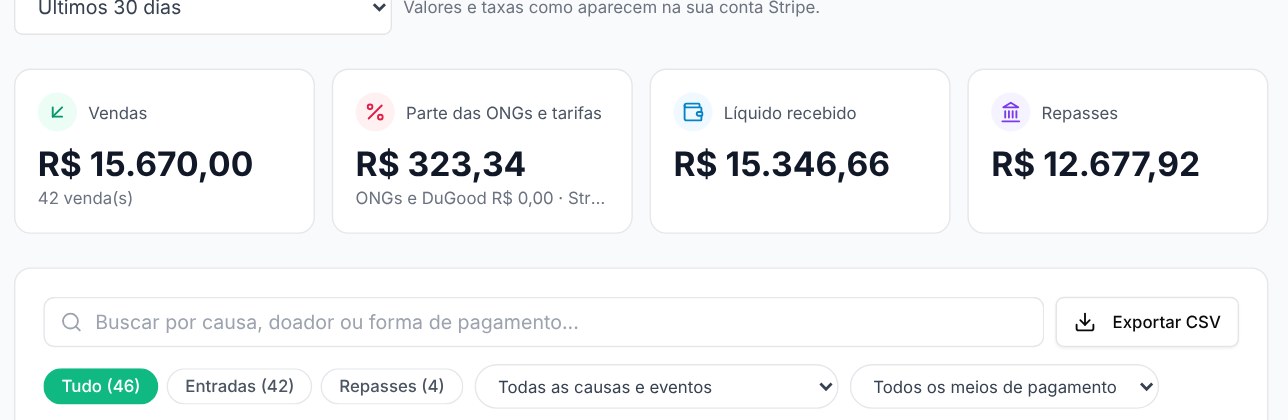 Últimos 30 dias
Valores e taxas como aparecem na sua conta Stripe.
Vendas
R$ 15.670,00
42 venda(s)
Parte das ONGs e tarifas
R$ 323,34
ONGs e DuGood R$ 0,00 · Str...
Líquido recebido
R$ 15.346,66
Repasses
R$ 12.677,92
Buscar por causa, doador ou forma de pagamento...
Exportar CSV
Tudo (46)
Entradas (42)
Repasses (4)
Todas as causas e eventos
Todos os meios de pagamento